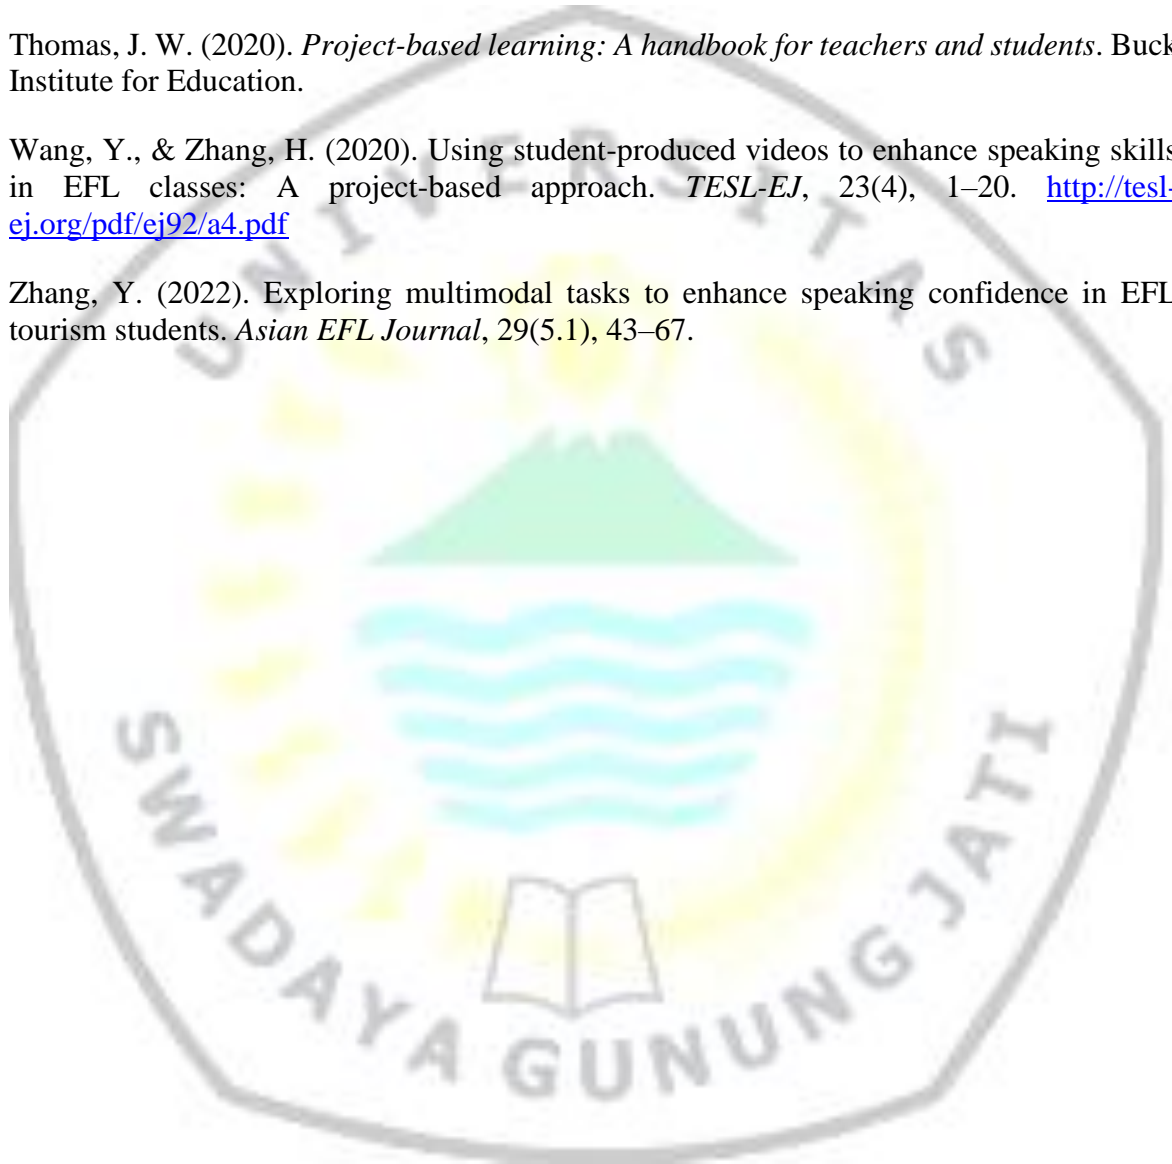 Thomas, J. W. (2020). Project-based learning: A handbook for teachers and students. Buck
Institute for Education.
Wang, Y., & Zhang, H. (2020). Using student-produced videos to enhance speaking skills
in EFL classes: A project-based approach. TESL-EJ, 23(4), 1–20. http://tesl-
ej.org/pdf/ej92/a4.pdf
Zhang, Y. (2022). Exploring multimodal tasks to enhance speaking confidence in EFL
tourism students. Asian EFL Journal, 29(5.1), 43–67.
UNIVERSITAS
SWADAYA GUNUNG JATI